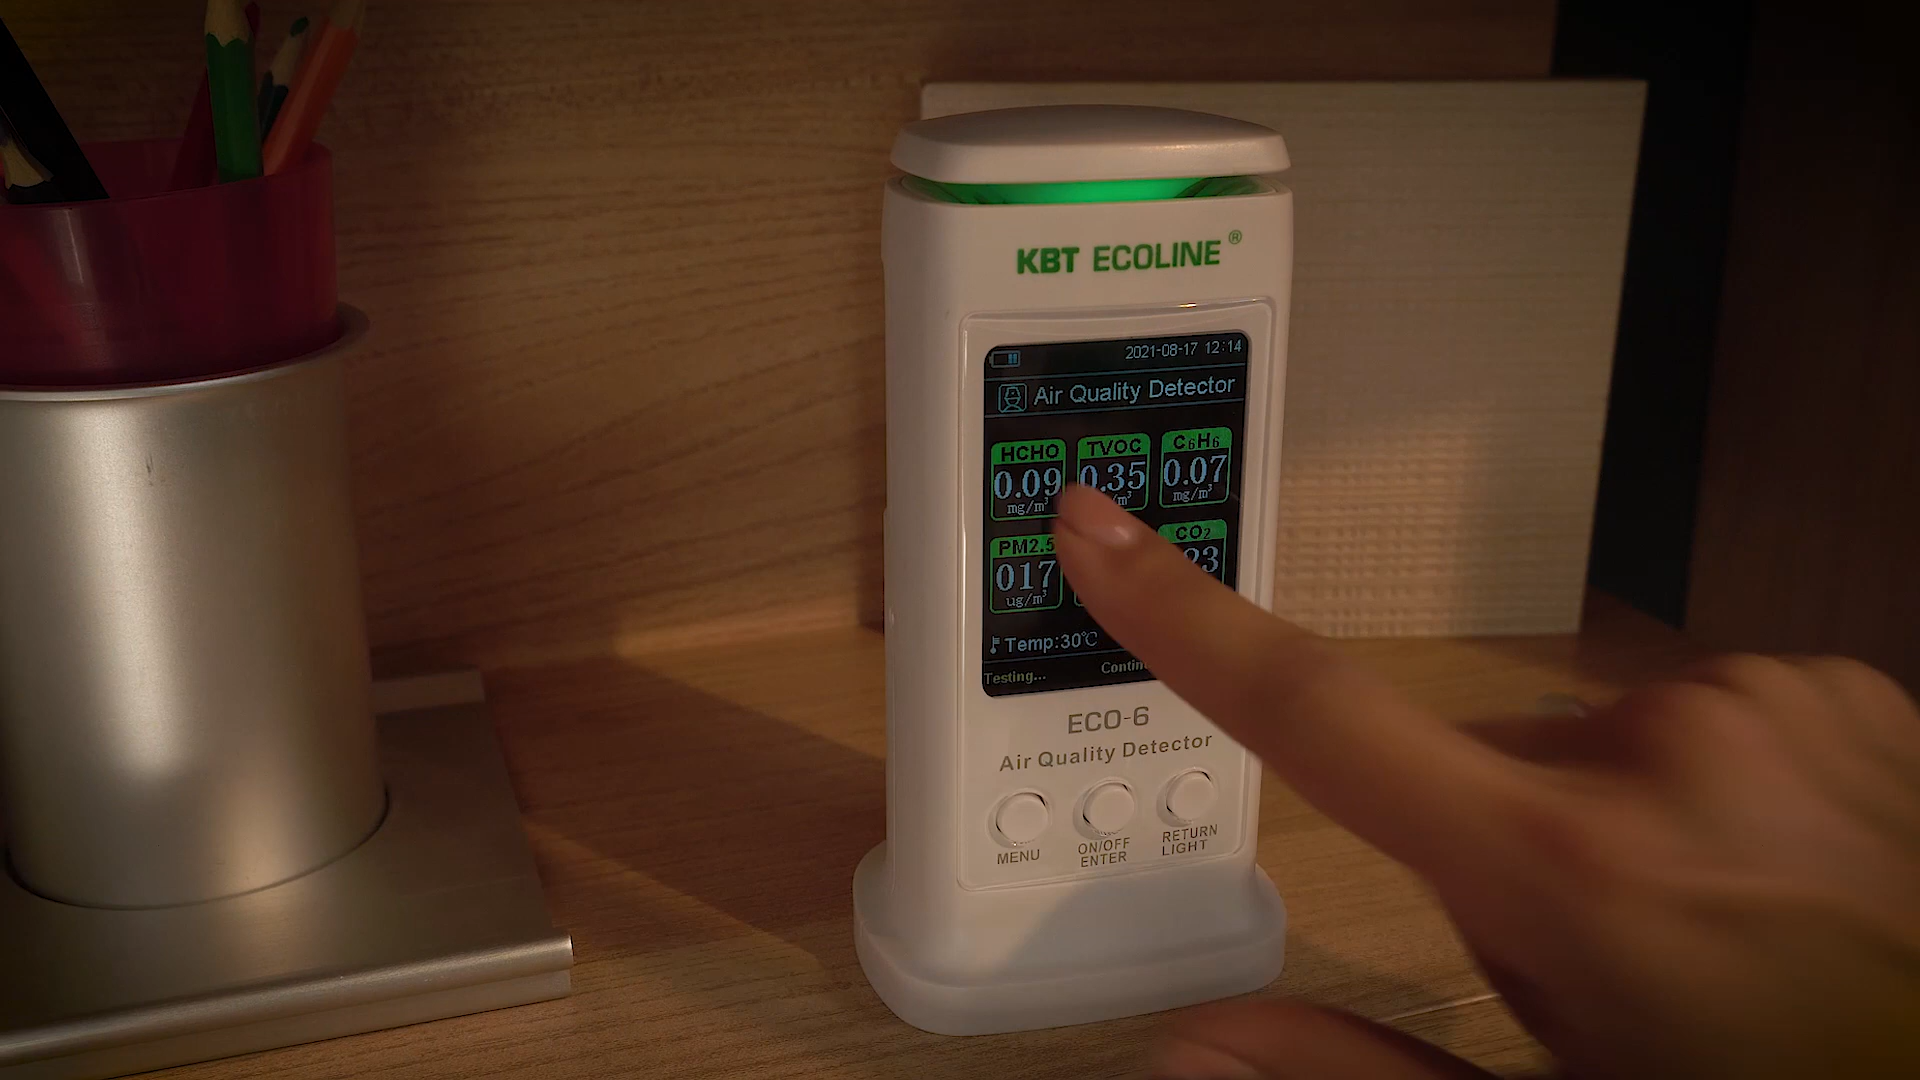 KBT ECOLINE ®
2021-08-17 12:14
Air Quality Detector
HCHO TVOC C₆H₆
0.09 0.35 0.07
mg/m³ mg/m³
PM2.5 CO₂
017
ug/m³
Temp:30℃
Testing...
ECO-6
Air Quality Detector
MENU
ON/OFF
ENTER
RETURN
LIGHT